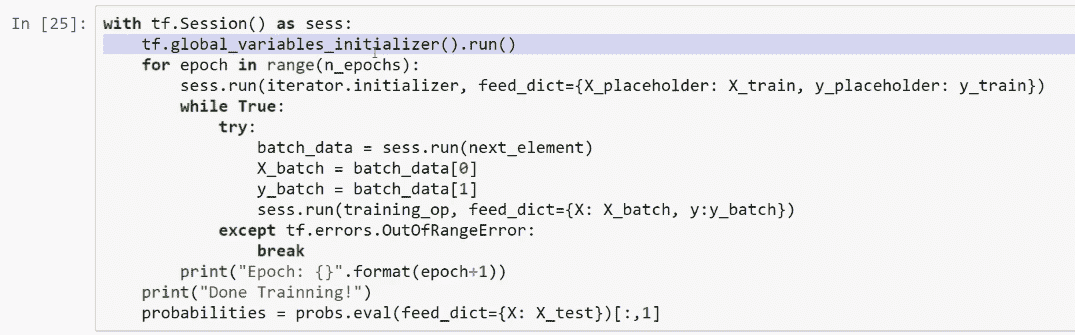 In [25]: with tf.Session() as sess:
    tf.global_variables_initializer().run()
    for epoch in range(n_epochs):
        sess.run(iterator.initializer, feed_dict={X_placeholder: X_train, y_placeholder: y_train})
        while True:
            try:
                batch_data = sess.run(next_element)
                X_batch = batch_data[0]
                y_batch = batch_data[1]
                sess.run(training_op, feed_dict={X: X_batch, y:y_batch})
            except tf.errors.OutOfRangeError:
                break
        print("Epoch: {}".format(epoch+1))
    print("Done Trainning!")
    probabilities = probs.eval(feed_dict={X: X_test})[:,1]